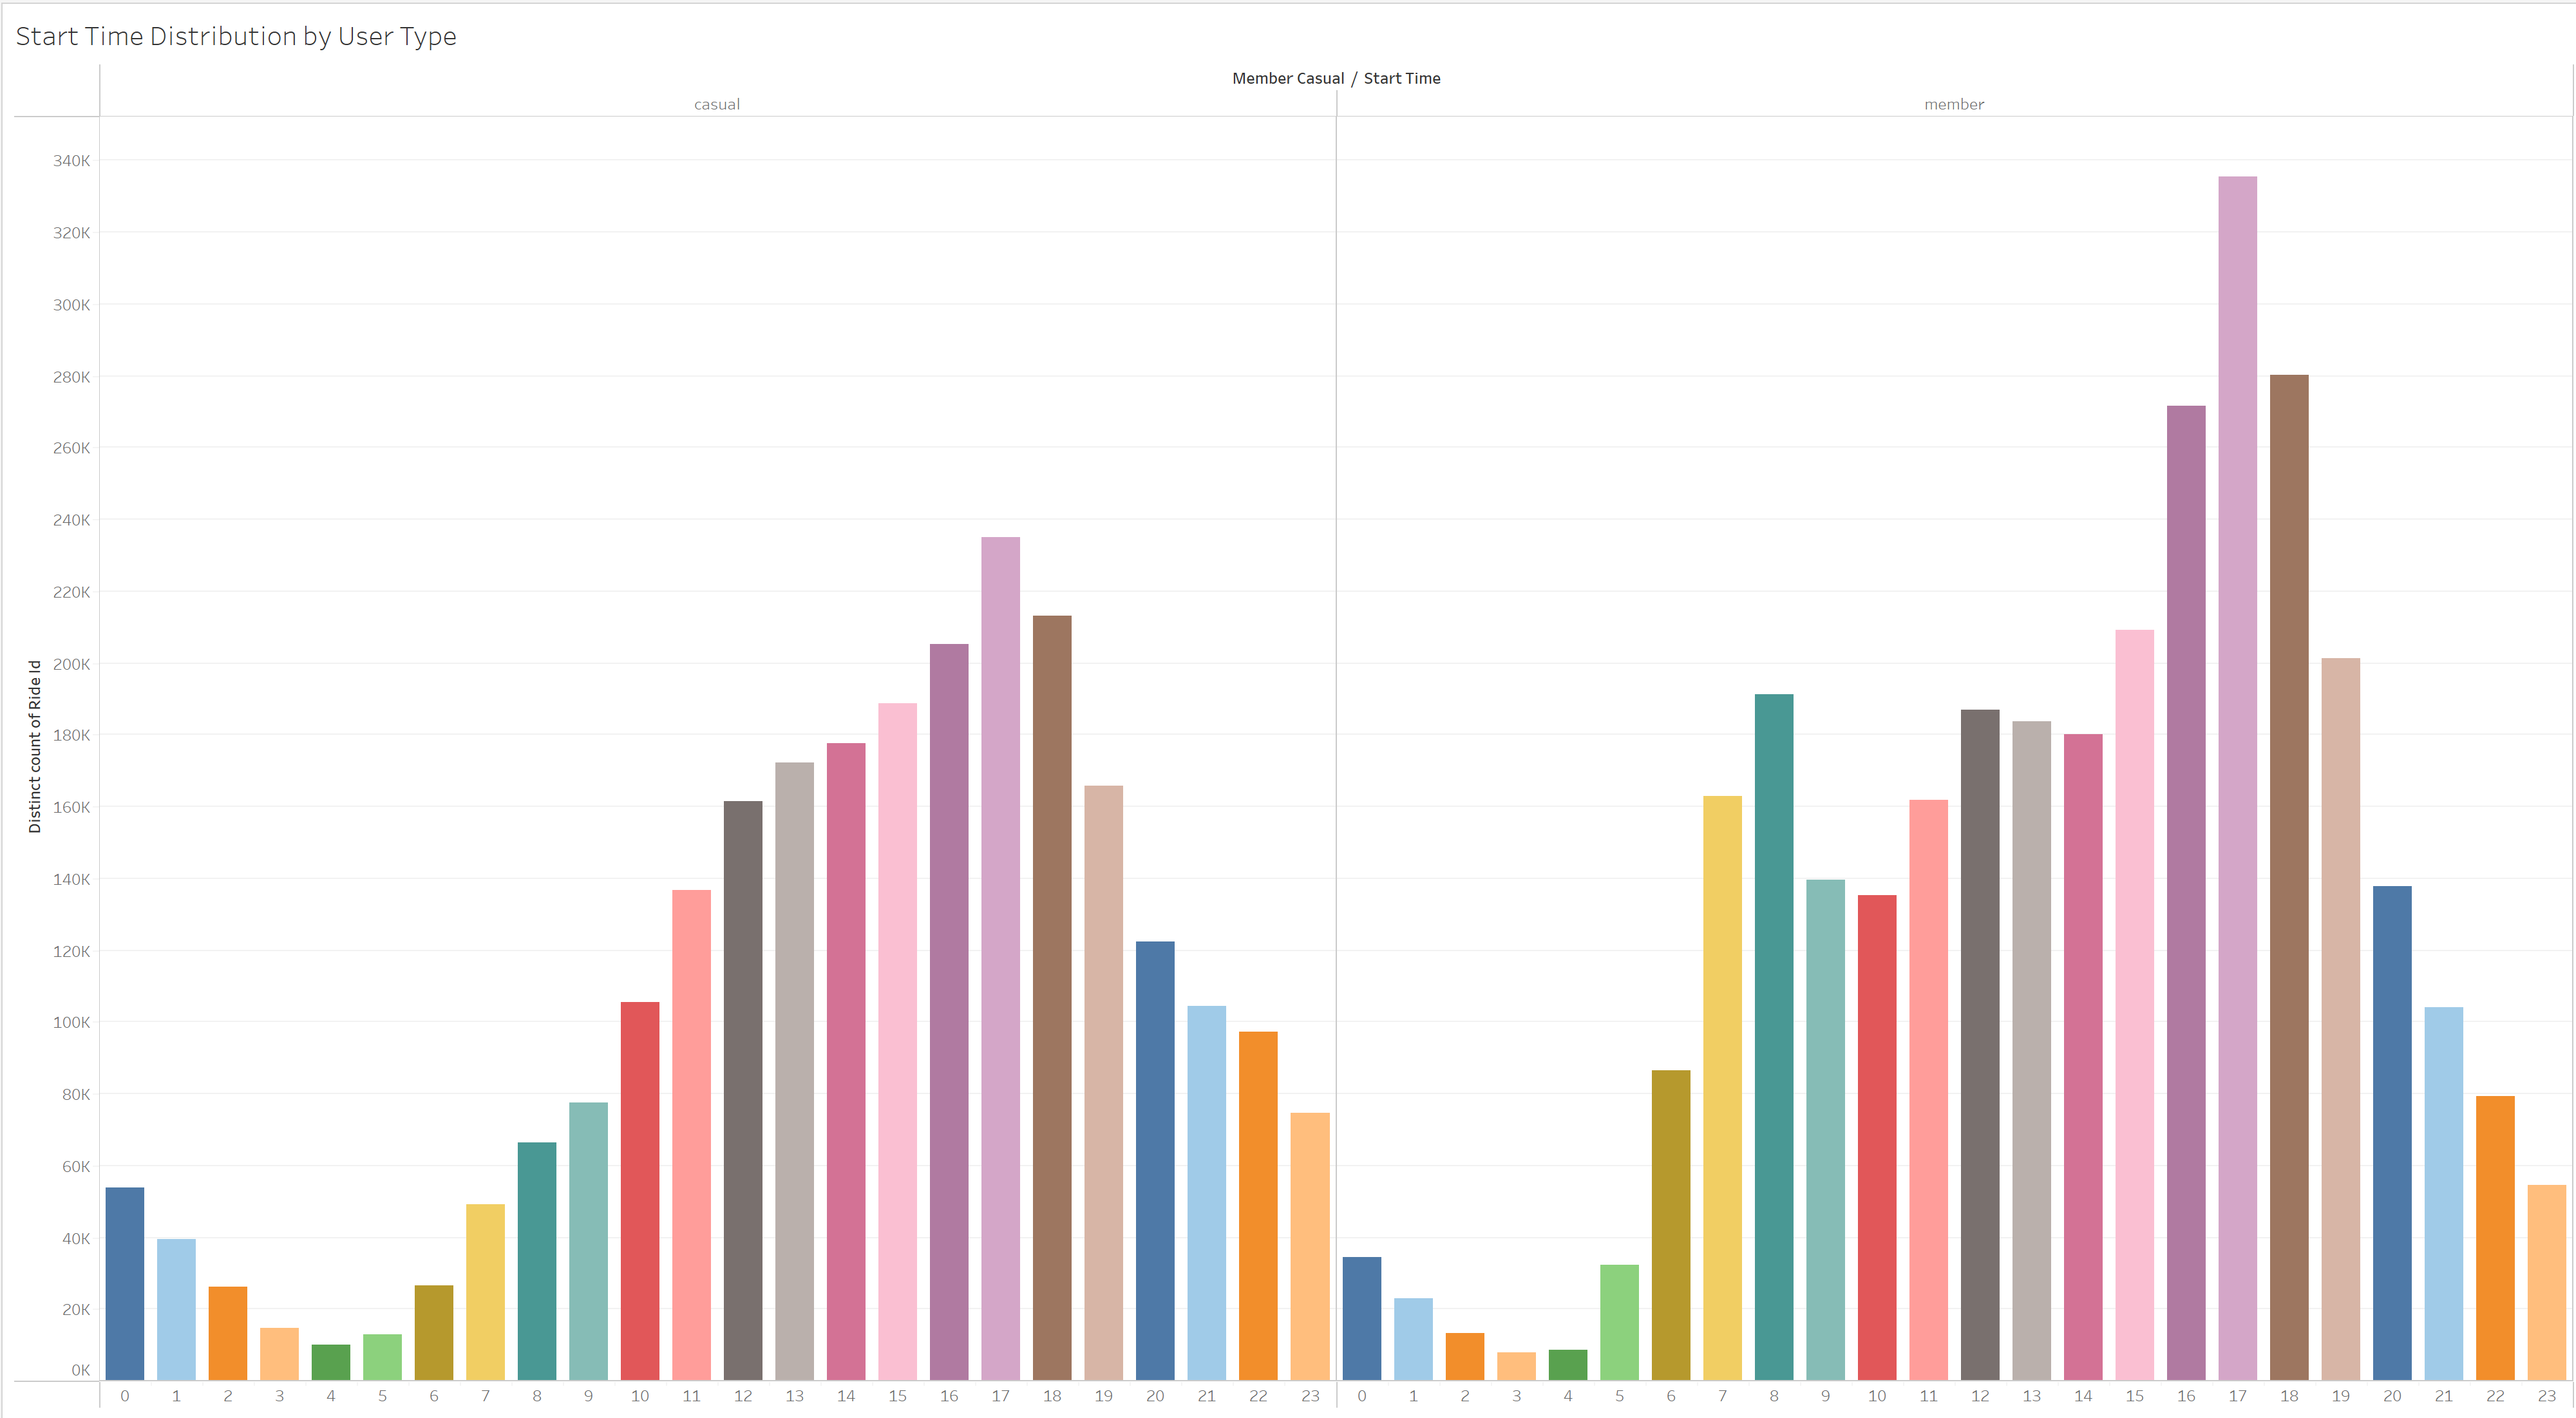 Start Time Distribution by User Type
Member Casual / Start Time
casual member
340K
320K
300K
280K
260K
240K
220K
200K
180K
160K
140K
120K
100K
80K
60K
40K
20K
0K
Distinct count of Ride Id
0 1 2 3 4 5 6 7 8 9 10 11 12 13 14 15 16 17 18 19 20 21 22 23 0 1 2 3 4 5 6 7 8 9 10 11 12 13 14 15 16 17 18 19 20 21 22 23